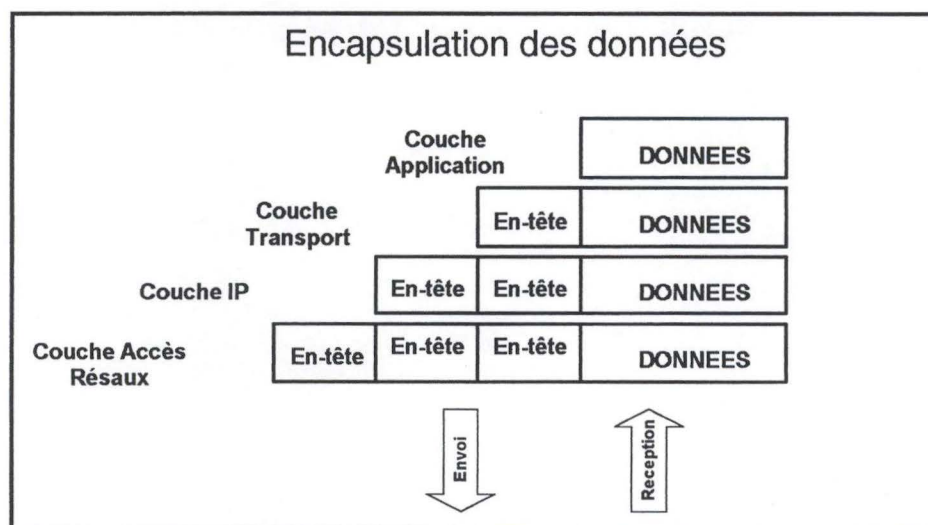 Encapsulation des données
Couche
Application
DONNEES
Couche
Transport
En-tête
DONNEES
Couche IP
En-tête
En-tête
DONNEES
Couche Accès
Résaux
En-tête
En-tête
En-tête
DONNEES
Envoi
Reception